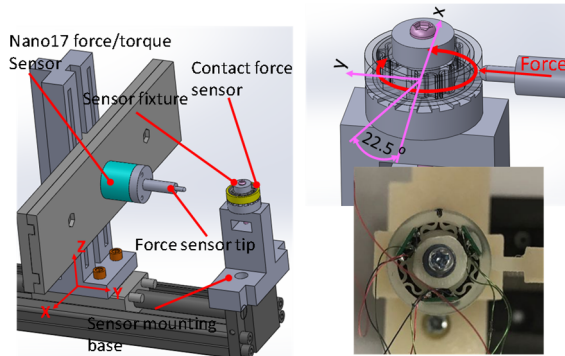 Nano17 force/torque
Sensor
Contact force
sensor
Sensor fixture
Force sensor tip
Z
Y
X
Sensor mounting
base
x
y
Force
22.5 º